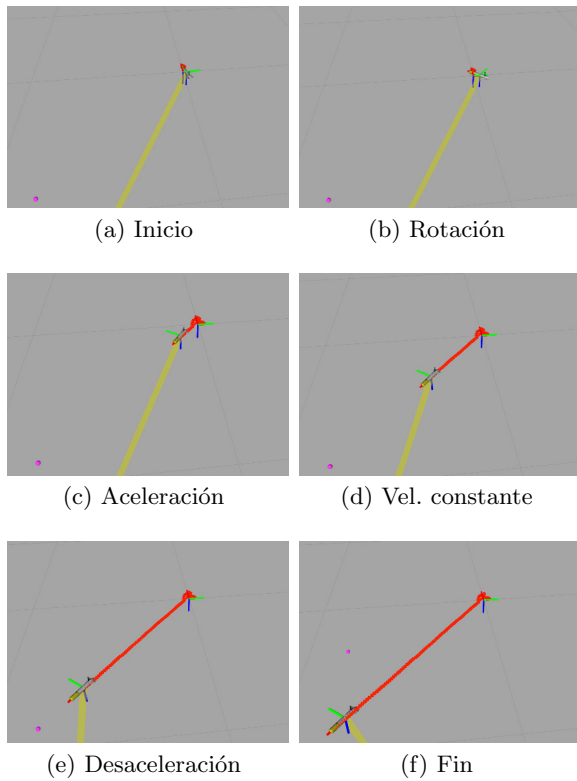 (a) Inicio
(b) Rotación
(c) Aceleración
(d) Vel. constante
(e) Desaceleración
(f) Fin